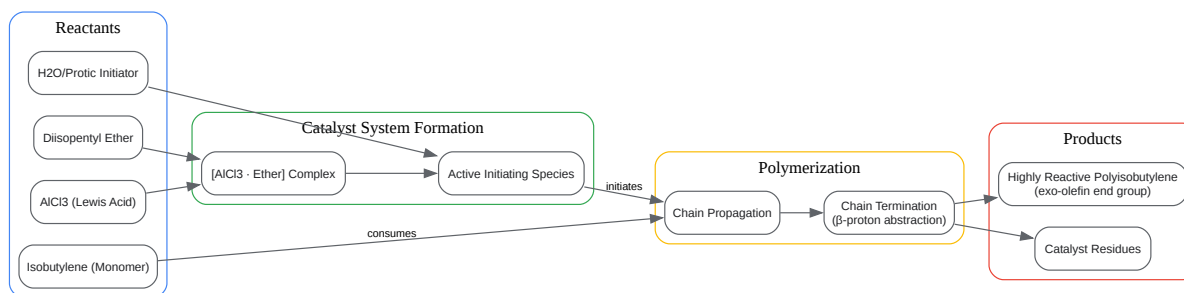 Reactants
H2O/Protic Initiator
Diisopentyl Ether
AlCl3 (Lewis Acid)
Isobutylene (Monomer)
Catalyst System Formation
[AlCl3 · Ether] Complex
Active Initiating Species
initiates
consumes
Polymerization
Chain Propagation
Chain Termination
(β-proton abstraction)
Products
Highly Reactive Polyisobutylene
(exo-olefin end group)
Catalyst Residues